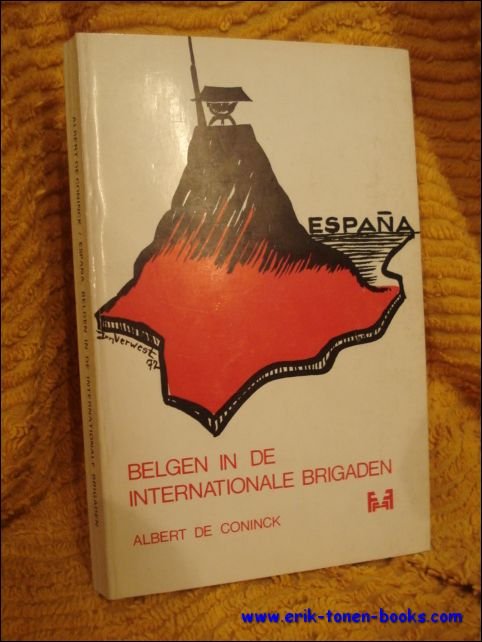 ESPAÑA
Verwest
72
BELGEN IN DE
INTERNATIONALE BRIGADEN
ALBERT DE CONINCK
ALBERT DE CONINCK / ESPAÑA BELGEN IN DE INTERNATIONALE BRIGADEN
www.erik-tonen-books.com